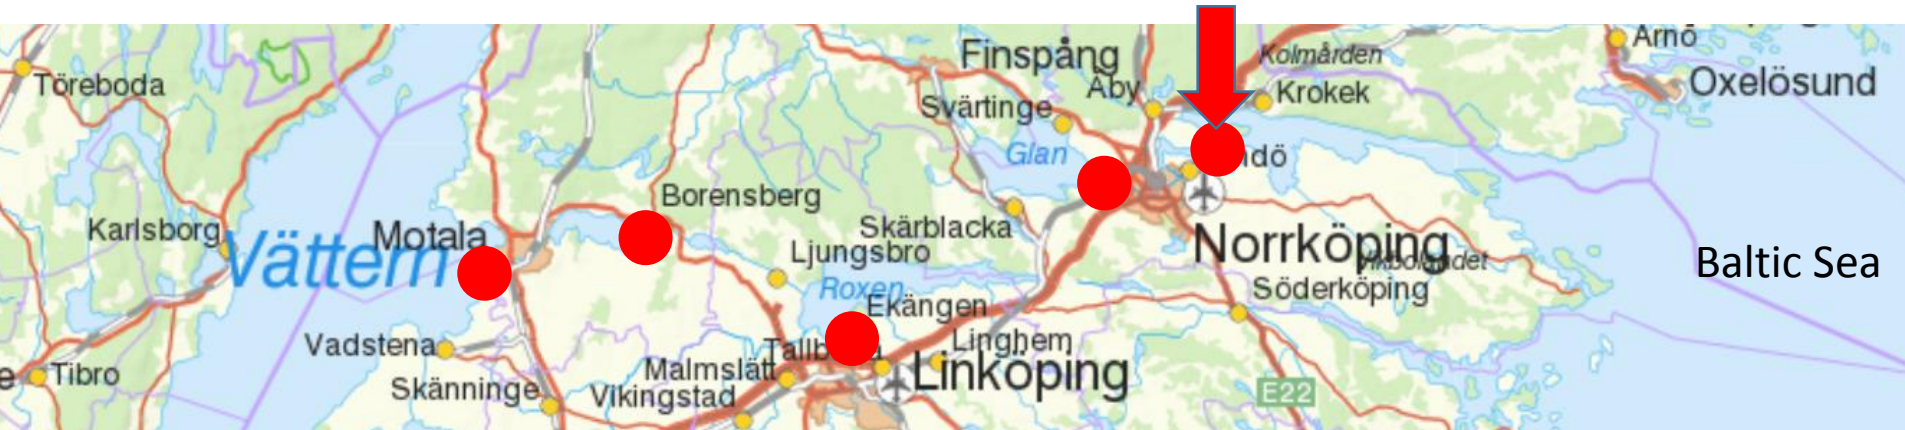 Töreboda
Karlsborg
Vättern
Tibro
Motala
Vadstena
Skänninge
Borensberg
Ljungsbro
Roxen
Ekängen
Malmslätt
Vikingstad
Linghem
Linköping
Finspång
Åby
Svärtinge
Glan
Skärblacka
Kolmården
Krokek
Norrköping
Söderköping
E22
Arnö
Oxelösund
Baltic Sea